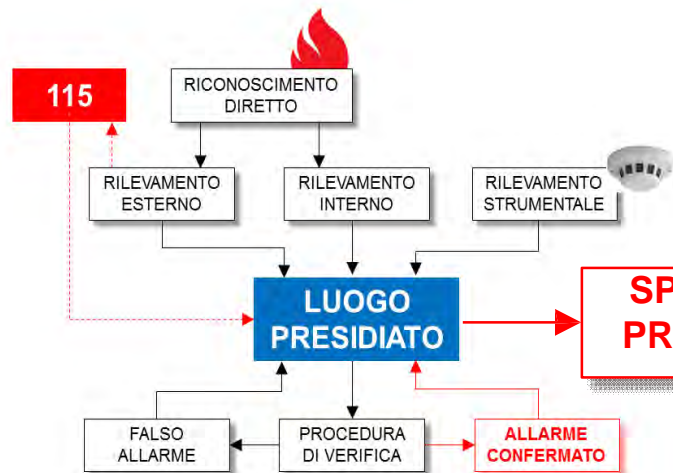 RICONOSCIMENTO
DIRETTO
115
RILEVAMENTO
ESTERNO
RILEVAMENTO
INTERNO
RILEVAMENTO
STRUMENTALE
LUOGO
PRESIDIATO
SP
PR
FALSO
ALLARME
PROCEDURA
DI VERIFICA
ALLARME
CONFERMATO